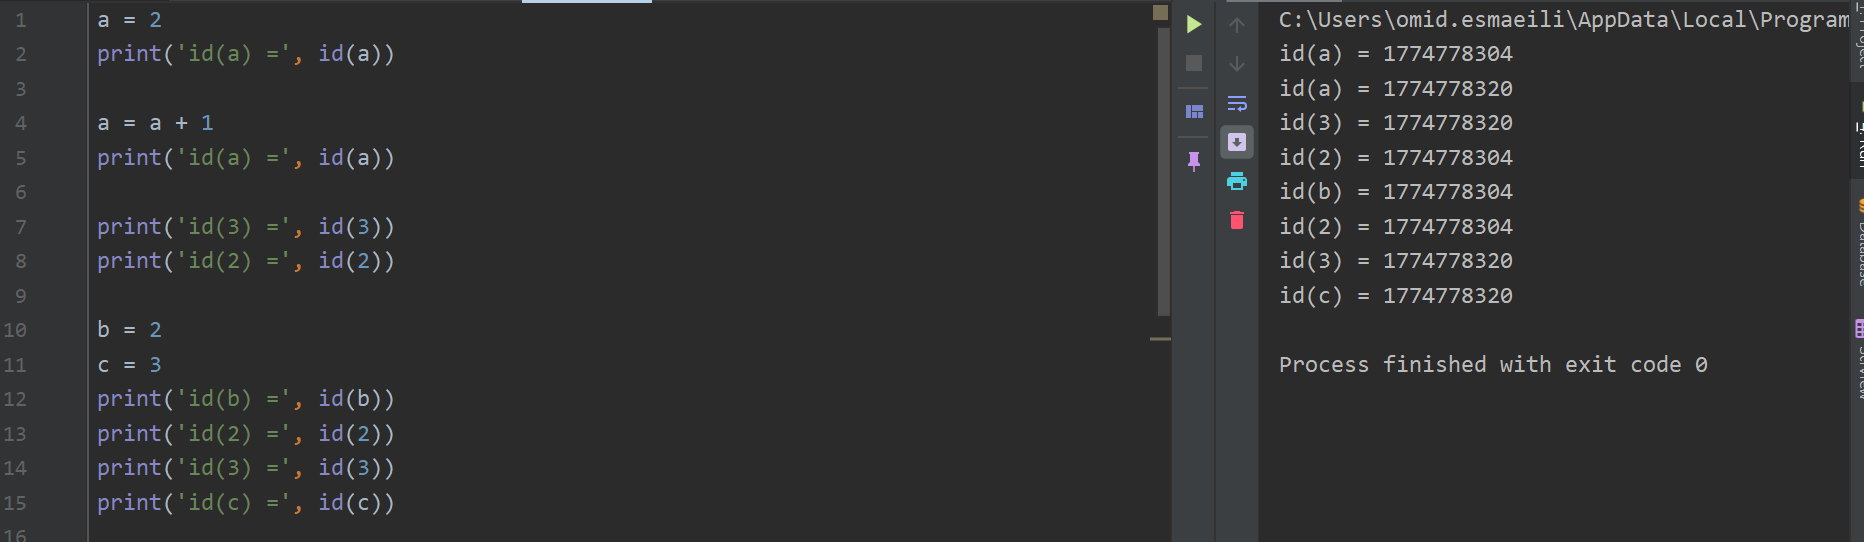 1 a = 2
2 print('id(a) =', id(a))
3
4 a = a + 1
5 print('id(a) =', id(a))
6
7 print('id(3) =', id(3))
8 print('id(2) =', id(2))
9
10 b = 2
11 c = 3
12 print('id(b) =', id(b))
13 print('id(2) =', id(2))
14 print('id(3) =', id(3))
15 print('id(c) =', id(c))
16
C:\Users\omid.esmaeili\AppData\Local\Program
id(a) = 1774778304
id(a) = 1774778320
id(3) = 1774778320
id(2) = 1774778304
id(b) = 1774778304
id(2) = 1774778304
id(3) = 1774778320
id(c) = 1774778320
Process finished with exit code 0